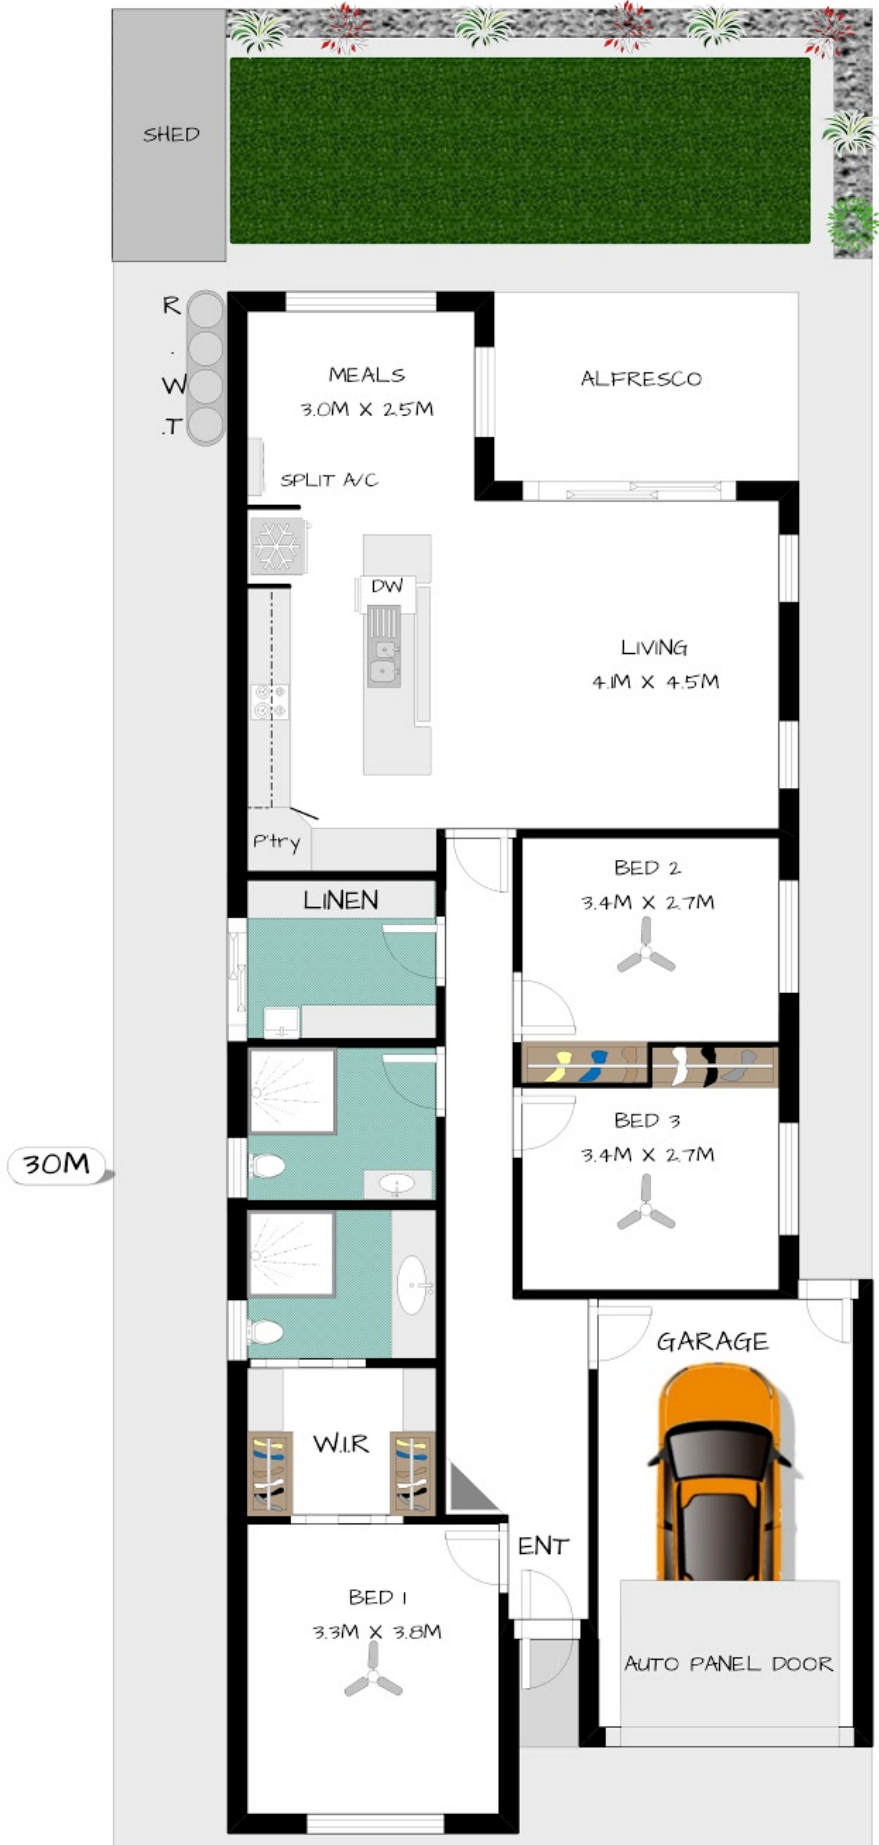 SHED
R
.
W
.T
MEALS
3.0M X 2.5M
ALFRESCO
SPLIT A/C
DW
LIVING
4.1M X 4.5M
P'try
BED 2
3.4M X 2.7M
LINEN
BED 3
3.4M X 2.7M
30M
GARAGE
W.I.R
ENT
BED 1
3.3M X 3.8M
AUTO PANEL DOOR